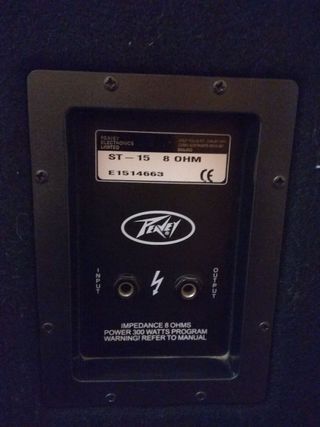 PEAVEY
ELECTRONICS
LIMITED
ST-15 8 OHM
E1514663 CE
PEAVEY
INPUT
OUTPUT
IMPEDANCE 8 OHMS
POWER 300 WATTS PROGRAM
WARNING! REFER TO MANUAL